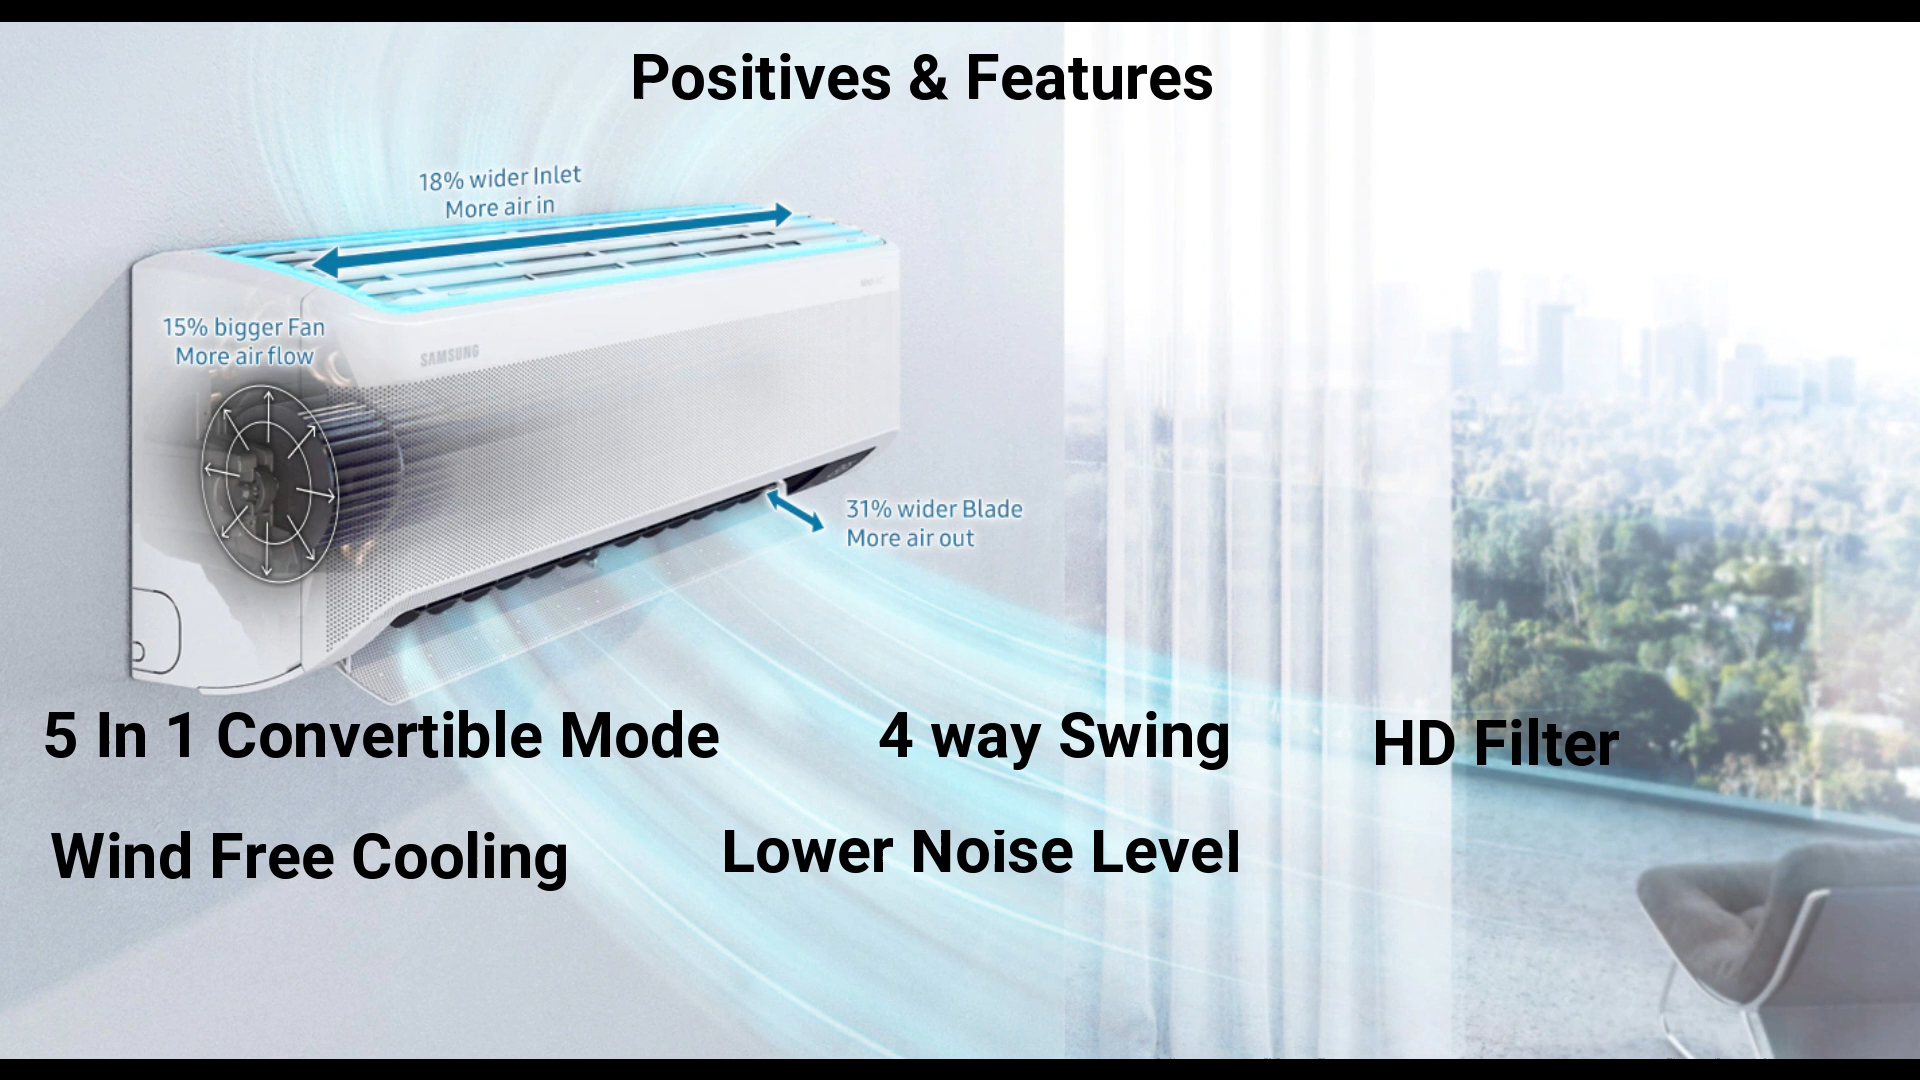 Positives & Features
18% wider Inlet
More air in
15% bigger Fan
More air flow
SAMSUNG
31% wider Blade
More air out
5 In 1 Convertible Mode
4 way Swing
HD Filter
Wind Free Cooling
Lower Noise Level